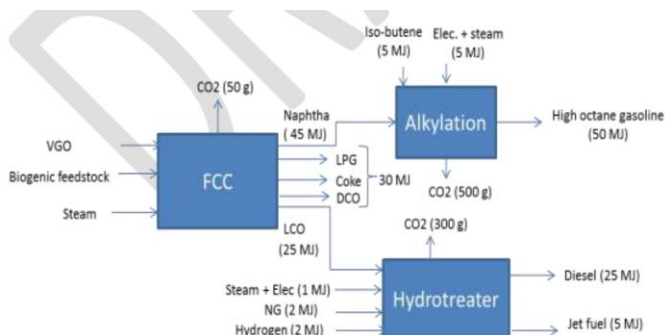 Iso-butene
(5 MJ)
Elec. + steam
(5 MJ)
CO2 (50 g)
Naphtha
( 45 MJ)
Alkylation
High octane gasoline
(50 MJ)
VGO
Biogenic feedstock
Steam
FCC
LPG
Coke
DCO
30 MJ
CO2 (500 g)
LCO
(25 MJ)
CO2 (300 g)
Steam + Elec (1 MJ)
NG (2 MJ)
Hydrogen (2 MJ)
Hydrotreater
Diesel (25 MJ)
Jet fuel (5 MJ)